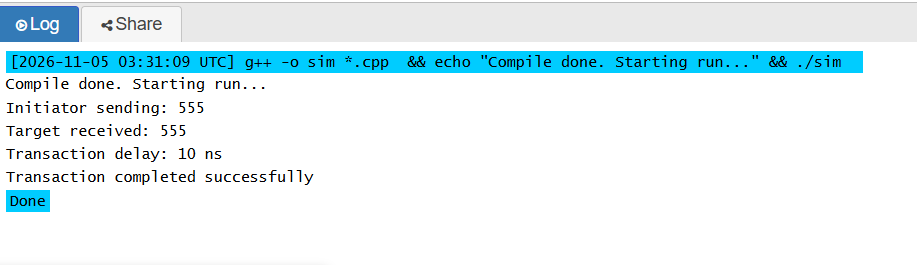 Log
Share
[2026-11-05 03:31:09 UTC] g++ -o sim *.cpp  && echo "Compile done. Starting run..." && ./sim
Compile done. Starting run...
Initiator sending: 555
Target received: 555
Transaction delay: 10 ns
Transaction completed successfully
Done